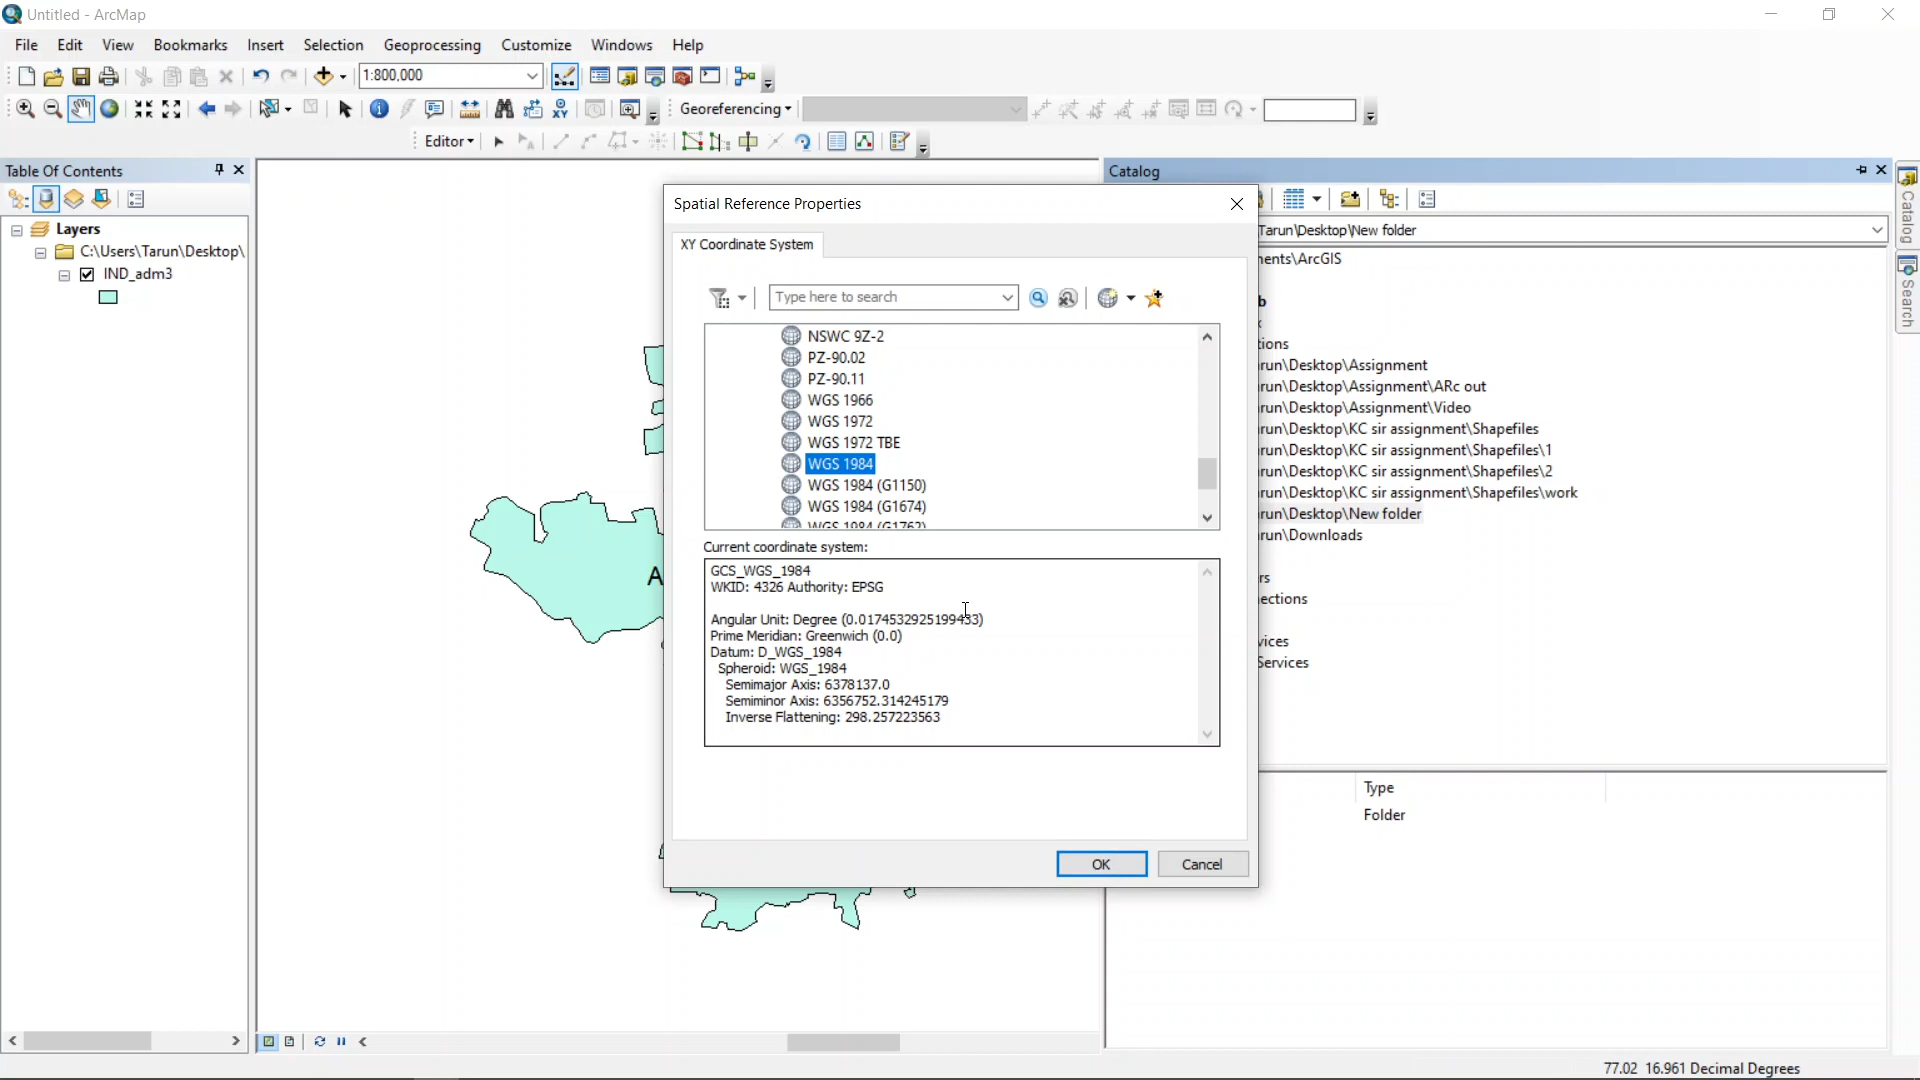 Untitled - ArcMap
File Edit View Bookmarks Insert Selection Geoprocessing Customize Windows Help
1:800,000
Georeferencing
Editor
Table Of Contents
Layers
C:\Users\Tarun\Desktop\
IND_adm3
A
Spatial Reference Properties
XY Coordinate System
Type here to search
NSWC 9Z-2
PZ-90.02
PZ-90.11
WGS 1966
WGS 1972
WGS 1972 TBE
WGS 1984
WGS 1984 (G1150)
WGS 1984 (G1674)
WGS 1984 (G1762)
Current coordinate system:
GCS_WGS_1984
WKID: 4326 Authority: EPSG
Angular Unit: Degree (0.0174532925199433)
Prime Meridian: Greenwich (0.0)
Datum: D_WGS_1984
Spheroid: WGS_1984
Semimajor Axis: 6378137.0
Semiminor Axis: 6356752.314245179
Inverse Flattening: 298.257223563
OK Cancel
Catalog
Tarun\Desktop\New folder
ents\ArcGIS
b
tions
run\Desktop\Assignment
run\Desktop\Assignment\ARc out
run\Desktop\Assignment\Video
run\Desktop\KC sir assignment\Shapefiles
run\Desktop\KC sir assignment\Shapefiles\1
run\Desktop\KC sir assignment\Shapefiles\2
run\Desktop\KC sir assignment\Shapefiles\work
run\Desktop\New folder
run\Downloads
rs
ections
vices
Services
Type
Folder
Catalog
Search
77.02 16.961 Decimal Degrees